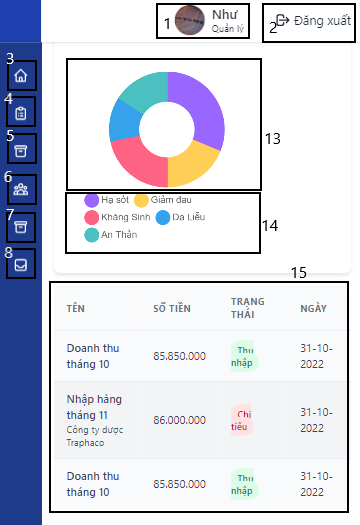 1
Như
Quản lý
2
Đăng xuất
3
4
5
6
7
8
13
Hạ sốt
Giảm đau
Kháng Sinh
Da Liễu
An Thần
14
15
TÊN
SỐ TIỀN
TRẠNG
THÁI
NGÀY
Doanh thu
tháng 10
85.850.000
Thu
nhập
31-10-
2022
Nhập hàng
tháng 11
Công ty dược
Traphaco
86.000.000
Chi
tiêu
31-10-
2022
Doanh thu
tháng 10
85.850.000
Thu
nhập
31-10-
2022